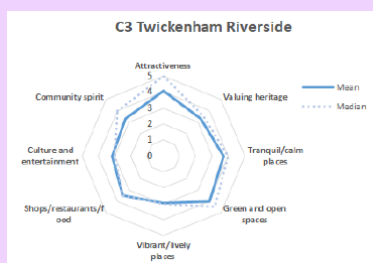 C3 Twickenham Riverside
Attractiveness
5
4
3
2
1
0
Community spirit
Valuing heritage
Mean
Median
Culture and
entertainment
Tranquil/calm
places
Shops/restaurants/f
ood
Green and open
spaces
Vibrant/lively places